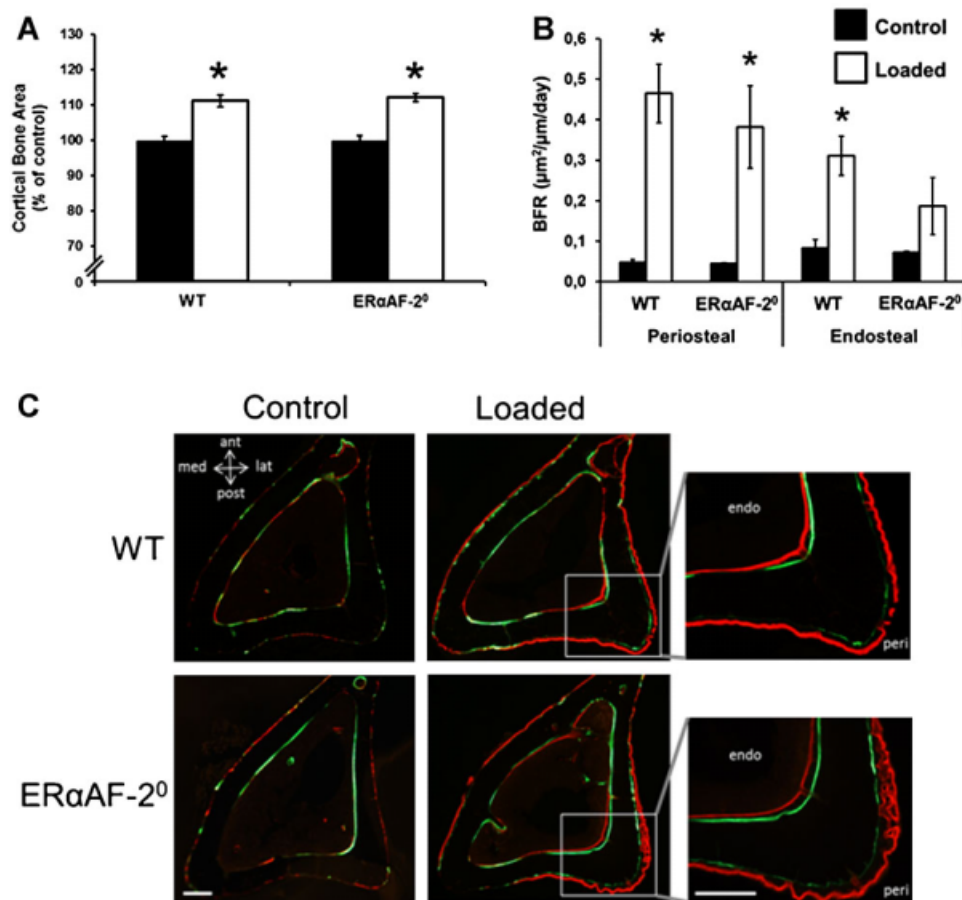 A
130
120
110
100
90
80
70
0
Cortical Bone Area
(% of control)
*
*
WT
ERαAF-2⁰
B
0,6
0,5
0,4
0,3
0,2
0,1
0,0
BFR (µm²/µm/day)
*
*
*
Control
Loaded
WT
ERαAF-2⁰
WT
ERαAF-2⁰
Periosteal
Endosteal
C
Control
Loaded
WT
ant
med
lat
post
endo
peri
ERαAF-2⁰
endo
peri